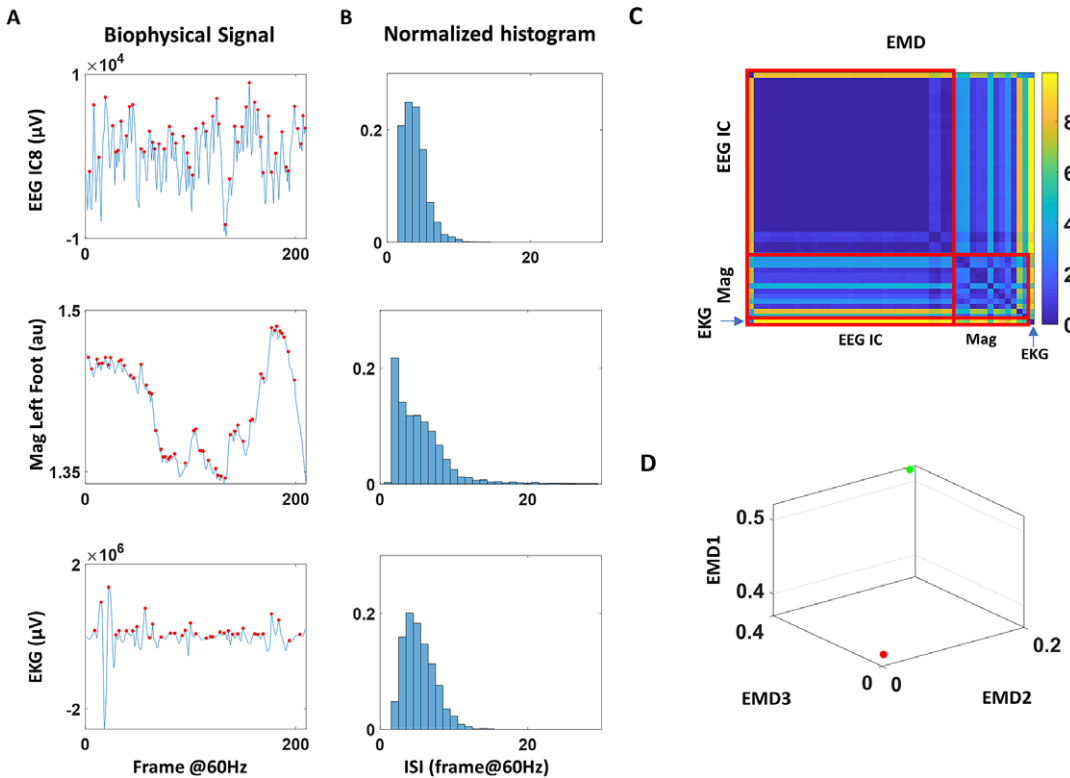 A
Biophysical Signal
×10⁴
1
EEG IC8 (µV)
-1
0
200
1.5
Mag Left Foot (au)
1.35
0
200
×10⁶
2
EKG (µV)
-2
0
200
Frame @60Hz
B
Normalized histogram
0.2
0
0
20
0.2
0
0
20
0.2
0
0
20
ISI (frame@60Hz)
C
EMD
EEG IC
Mag
EKG
EEG IC
Mag
EKG
8
6
4
2
0
D
EMD1
0.5
0.4
0.4
EMD3
0
0
EMD2
0.2